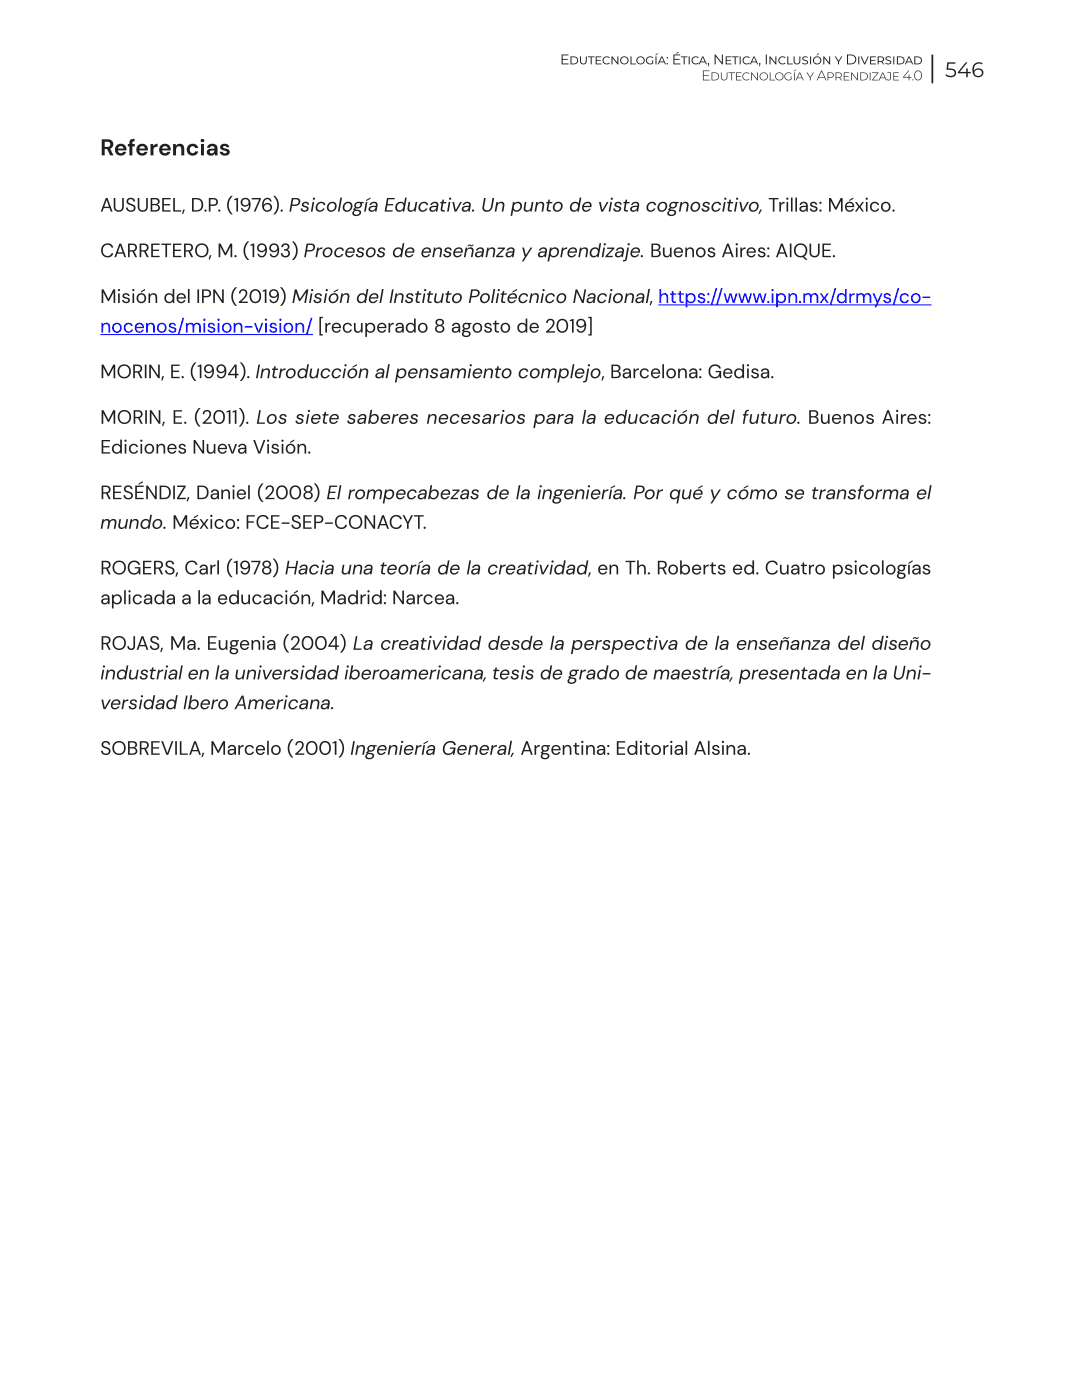 Edutecnología: Ética, Netica, Inclusión y Diversidad
Edutecnología y Aprendizaje 4.0
546
Referencias
AUSUBEL, D.P. (1976). Psicología Educativa. Un punto de vista cognoscitivo, Trillas: México.
CARRETERO, M. (1993) Procesos de enseñanza y aprendizaje. Buenos Aires: AIQUE.
Misión del IPN (2019) Misión del Instituto Politécnico Nacional, https://www.ipn.mx/drmys/co-
nocenos/mision-vision/ [recuperado 8 agosto de 2019]
MORIN, E. (1994). Introducción al pensamiento complejo, Barcelona: Gedisa.
MORIN, E. (2011). Los siete saberes necesarios para la educación del futuro. Buenos Aires:
Ediciones Nueva Visión.
RESÉNDIZ, Daniel (2008) El rompecabezas de la ingeniería. Por qué y cómo se transforma el
mundo. México: FCE-SEP-CONACYT.
ROGERS, Carl (1978) Hacia una teoría de la creatividad, en Th. Roberts ed. Cuatro psicologías
aplicada a la educación, Madrid: Narcea.
ROJAS, Ma. Eugenia (2004) La creatividad desde la perspectiva de la enseñanza del diseño
industrial en la universidad iberoamericana, tesis de grado de maestría, presentada en la Uni-
versidad Ibero Americana.
SOBREVILA, Marcelo (2001) Ingeniería General, Argentina: Editorial Alsina.